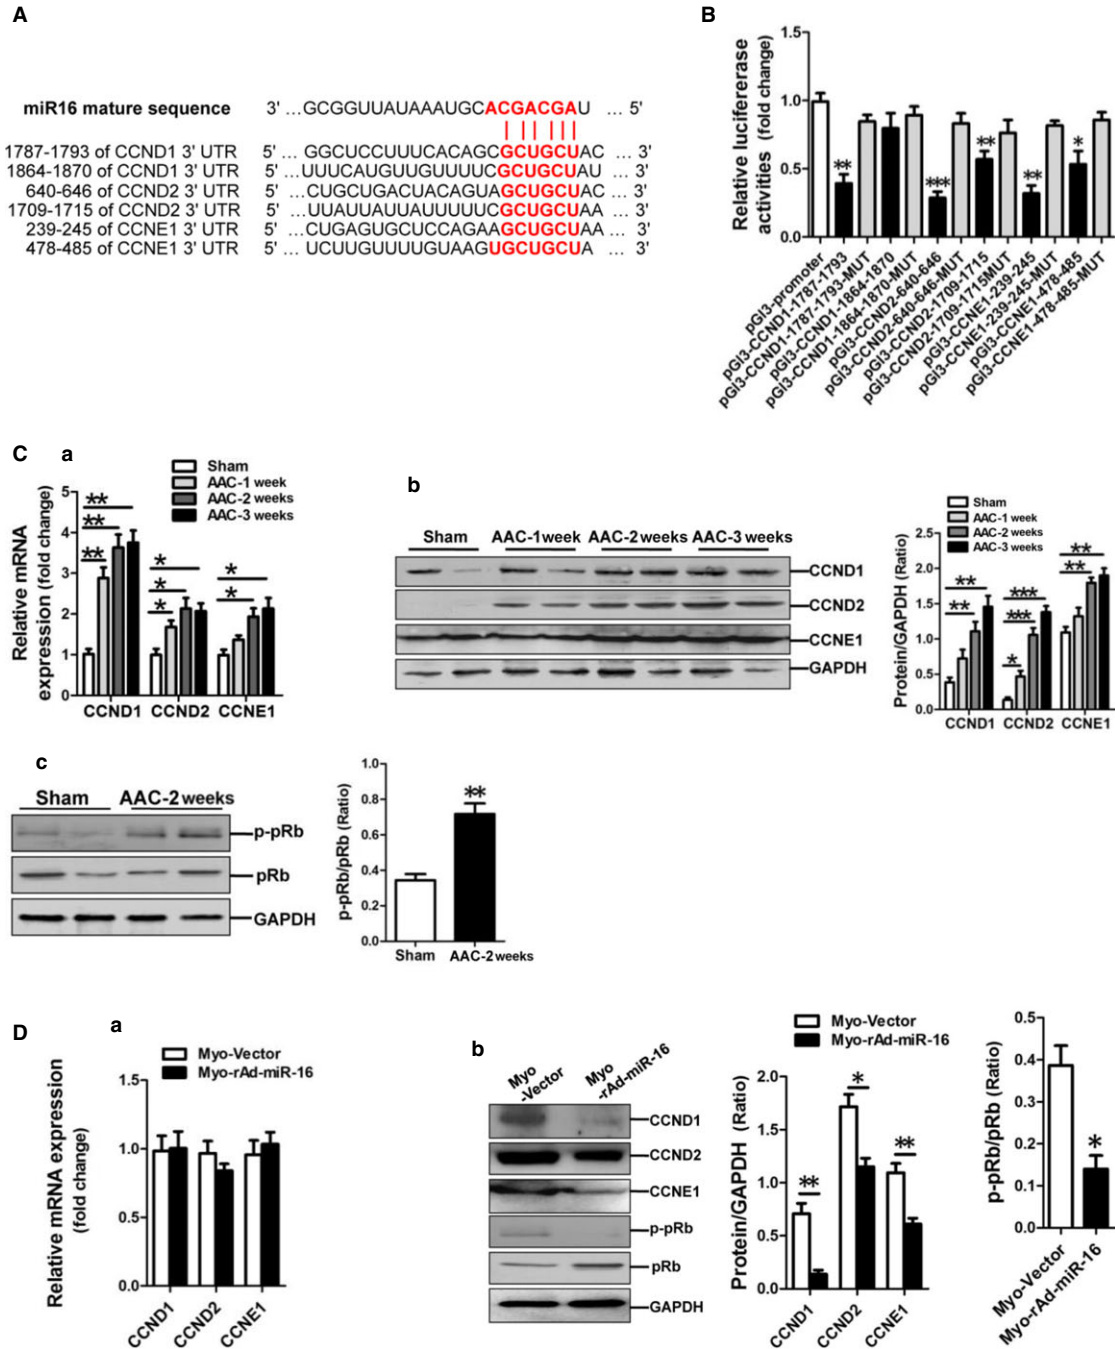 A
miR16 mature sequence 3' ...GCGGUUAUAAAUGCACGACGAU ... 5'
1787-1793 of CCND1 3' UTR 5' ... GGCUCCUUUCACAGCGCUGCUAC ... 3'
1864-1870 of CCND1 3' UTR 5' ... UUUCAUGUUGUUUUCGCUGCUAU ... 3'
640-646 of CCND2 3' UTR 5' ... CUGCUGACUACAGUAGCUGCUAC ... 3'
1709-1715 of CCND2 3' UTR 5' ... UUAUUAUUAUUUUUCGCUGCUAA ... 3'
239-245 of CCNE1 3' UTR 5' ... CUGAGUGCUCCAGAAGCUGCUAA ... 3'
478-485 of CCNE1 3' UTR 5' ... UCUUGUUUUGUAAGUGCUGCUA ... 3'
B
Relative luciferase
activities (fold change)
1.5
1.0
0.5
0.0
** *** ** ** *
pGl3-promoter
pGl3-CCND1-1787-1793
pGl3-CCND1-1787-1793-MUT
pGl3-CCND1-1864-1870
pGl3-CCND1-1864-1870-MUT
pGl3-CCND2-640-646
pGl3-CCND2-640-646-MUT
pGl3-CCND2-1709-1715
pGl3-CCND2-1709-1715MUT
pGl3-CCNE1-239-245
pGl3-CCNE1-239-245-MUT
pGl3-CCNE1-478-485
pGl3-CCNE1-478-485-MUT
C
a
Relative mRNA
expression (fold change)
Sham
AAC-1 week
AAC-2 weeks
AAC-3 weeks
5
4
3
2
1
0
**
**
**
*
*
*
*
*
CCND1 CCND2 CCNE1
b
Sham AAC-1week AAC-2weeks AAC-3 weeks
CCND1
CCND2
CCNE1
GAPDH
Protein/GAPDH (Ratio)
Sham
AAC-1 week
AAC-2 weeks
AAC-3 weeks
2.5
2.0
1.5
1.0
0.5
0.0
**
**
***
***
*
**
**
CCND1 CCND2 CCNE1
c
Sham AAC-2weeks
p-pRb
pRb
GAPDH
p-pRb/pRb (Ratio)
1.0
0.8
0.6
0.4
0.2
0.0
**
Sham AAC-2weeks
D
a
Relative mRNA expression
(fold change)
Myo-Vector
Myo-rAd-miR-16
1.5
1.0
0.5
0.0
CCND1 CCND2 CCNE1
b
Myo
-Vector
Myo
-rAd-miR-16
CCND1
CCND2
CCNE1
p-pRb
pRb
GAPDH
Myo-Vector
Myo-rAd-miR-16
Protein/GAPDH (Ratio)
2.0
1.5
1.0
0.5
0.0
** * **
CCND1 CCND2 CCNE1
p-pRb/pRb (Ratio)
0.5
0.4
0.3
0.2
0.1
0.0
*
Myo-Vector
Myo-rAd-miR-16